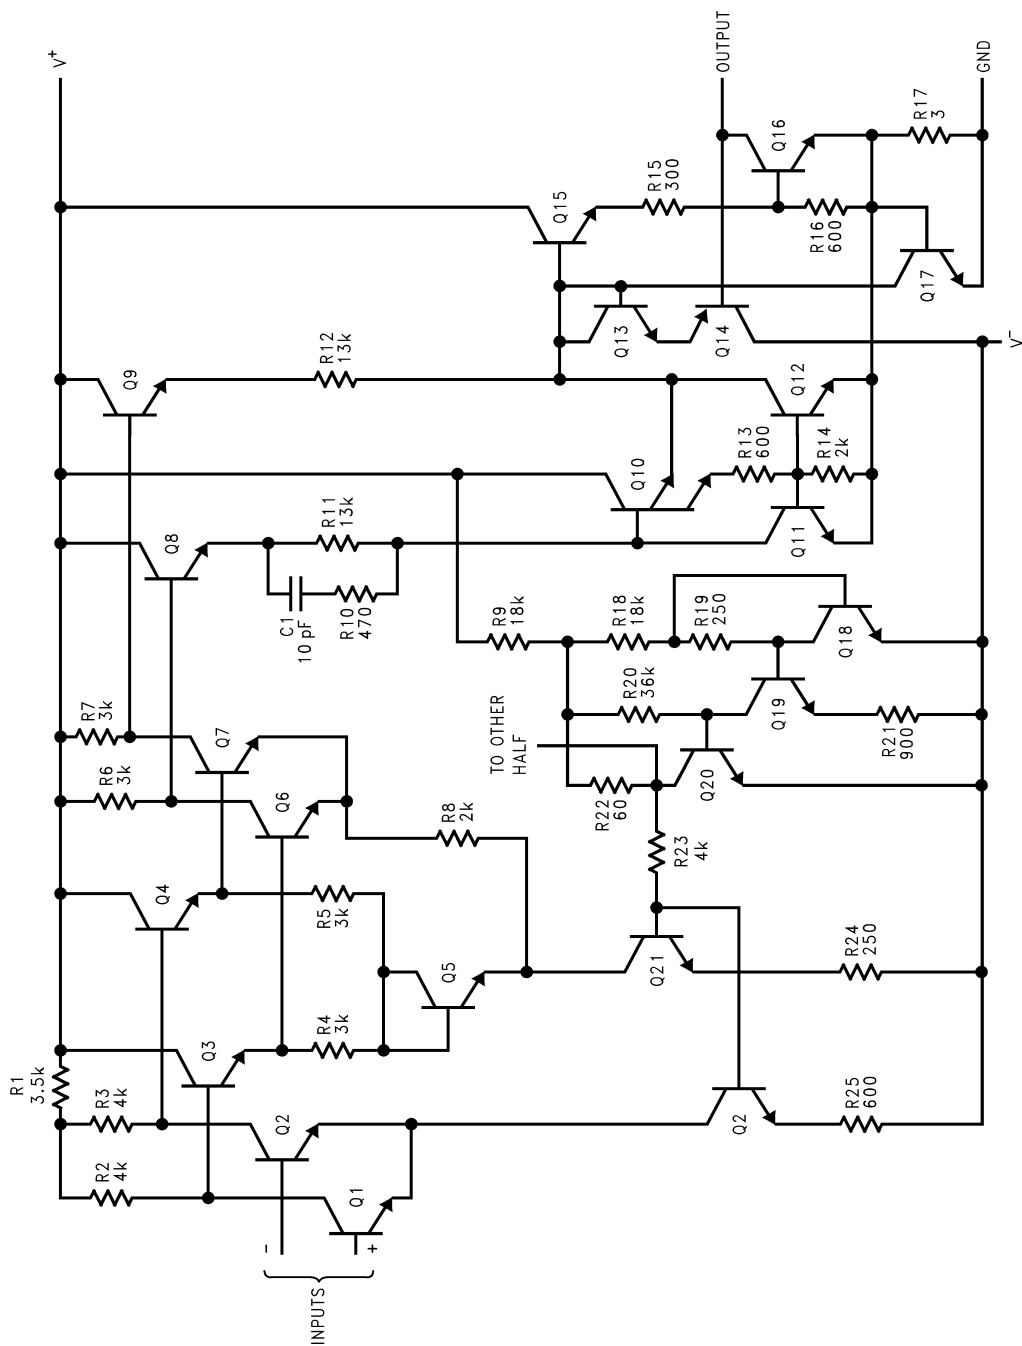 INPUTS
-
+
R1
3.5k
R2
4k
R3
4k
Q1
Q2
Q3
Q4
R4
3k
R5
3k
Q5
R6
3k
R7
3k
Q6
Q7
R8
2k
Q2
R25
600
Q21
R24
250
R23
4k
R22
60
TO OTHER
HALF
Q20
R20
36k
Q19
R21
900
R9
18k
R18
18k
R19
250
Q18
Q8
C1
10 pF
R10
470
R11
13k
Q9
R12
13k
Q10
Q11
R13
600
R14
2k
Q12
Q13
Q14
Q15
R15
300
R16
600
Q16
Q17
R17
3
V+
OUTPUT
GND
V-